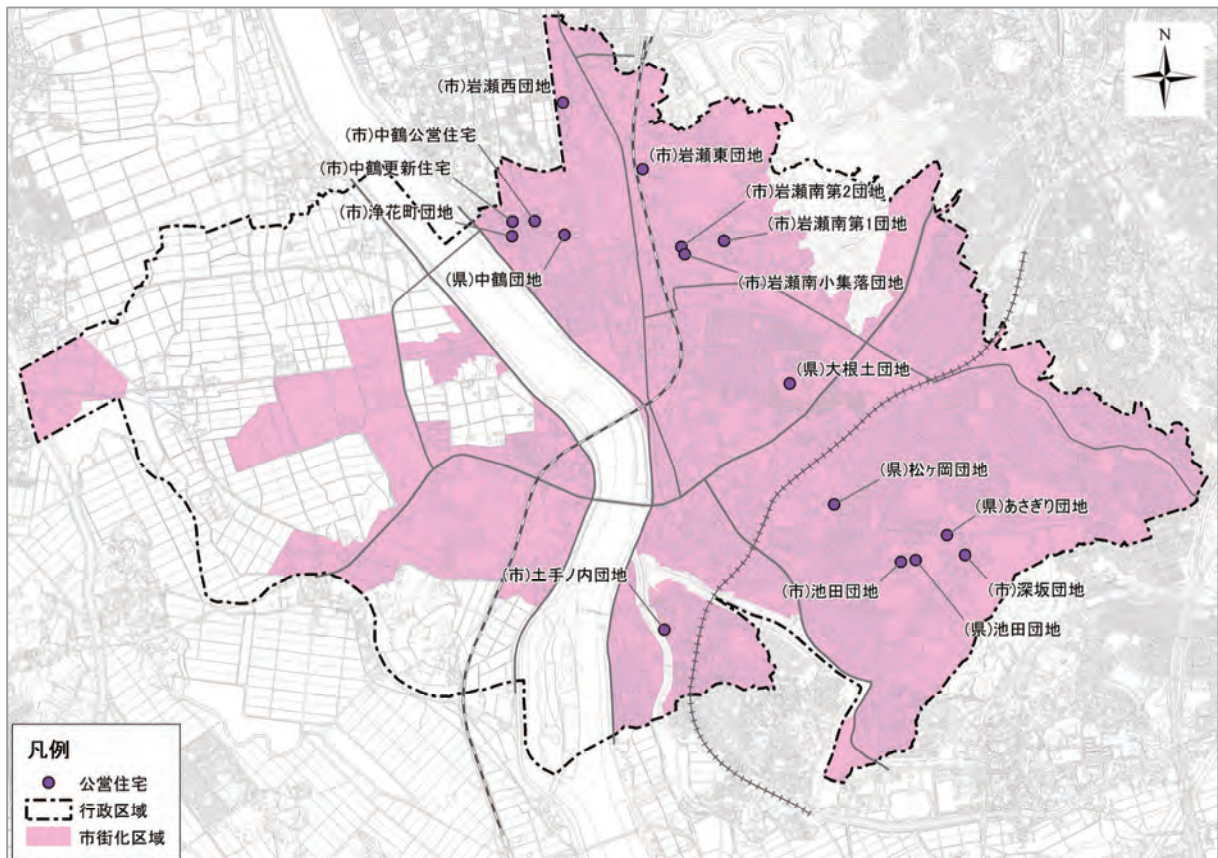 N
(市)岩瀬西団地
(市)中鶴公営住宅
(市)中鶴更新住宅
(市)浄花町団地
(県)中鶴団地
(市)岩瀬東団地
(市)岩瀬南第2団地
(市)岩瀬南第1団地
(市)岩瀬南小集落団地
(県)大根土団地
(県)松ヶ岡団地
(県)あさぎり団地
(市)土手ノ内団地
(市)池田団地
(市)深坂団地
(県)池田団地
凡例
公営住宅
行政区域
市街化区域